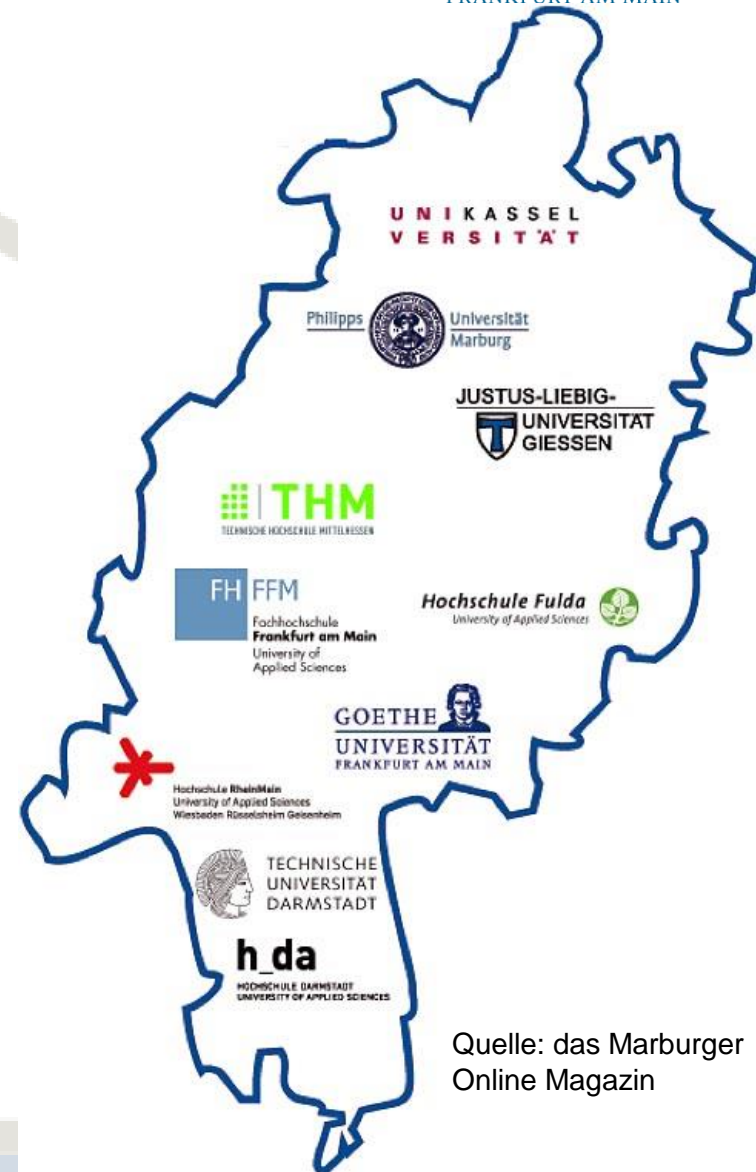 FRANKFURT AM MAIN
UNIKASSEL
VERSITÄT
Philipps Universität
Marburg
JUSTUS-LIEBIG-
UNIVERSITÄT
GIESSEN
THM
TECHNISCHE HOCHSCHULE MITTELHESSEN
FH FFM
Fachhochschule
Frankfurt am Main
University of
Applied Sciences
Hochschule Fulda
University of Applied Sciences
GOETHE
UNIVERSITÄT
FRANKFURT AM MAIN
Hochschule RheinMain
University of Applied Sciences
Wiesbaden Rüsselsheim Geisenheim
TECHNISCHE
UNIVERSITÄT
DARMSTADT
h_da
HOCHSCHULE DARMSTADT
UNIVERSITY OF APPLIED SCIENCES
Quelle: das Marburger
Online Magazin